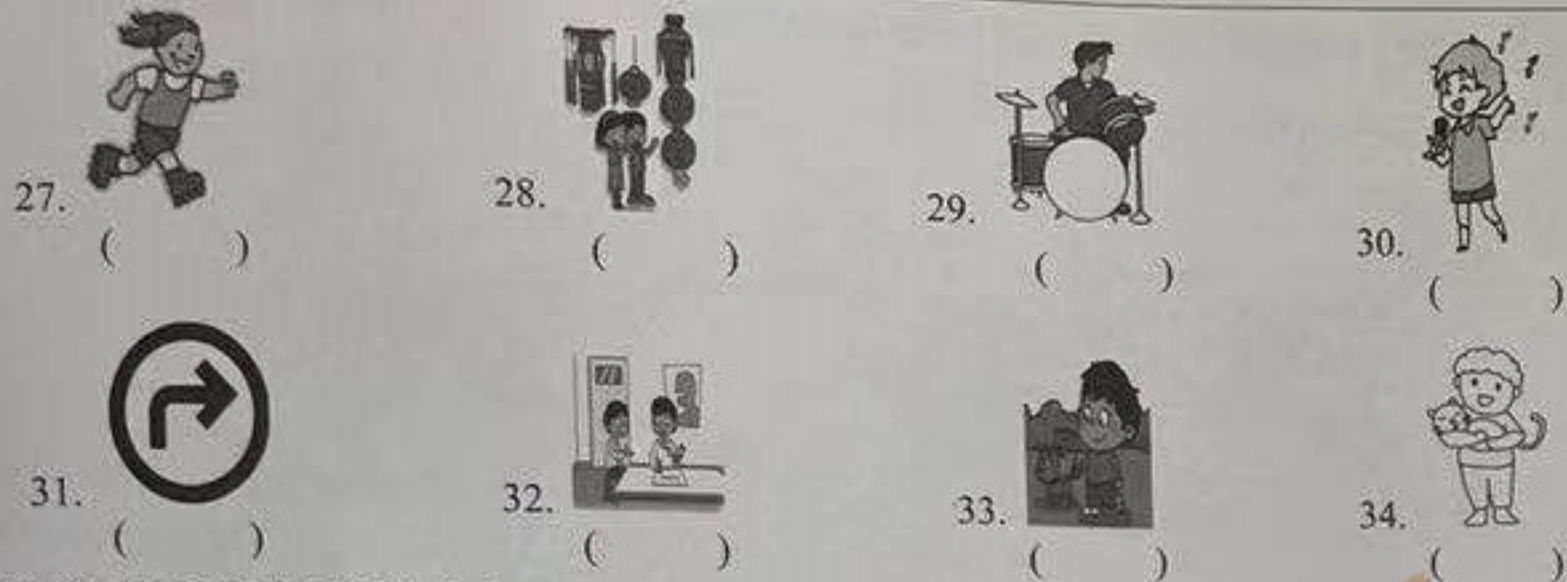 27. ( )
28. ( )
29. ( )
30. ( )
31. ( )
32. ( )
33. ( )
34. ( )